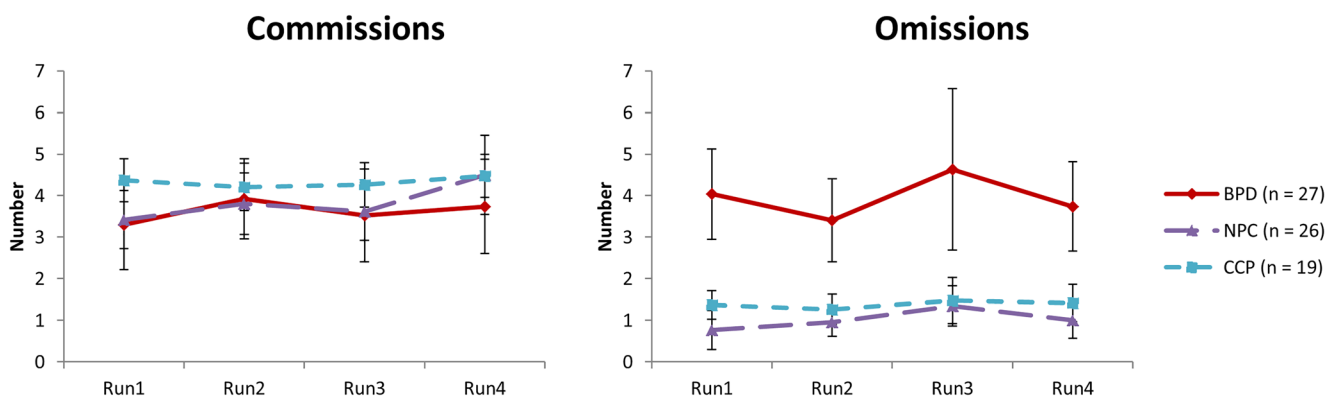 Commissions
Number
7
6
5
4
3
2
1
0
Run1 Run2 Run3 Run4
Omissions
Number
7
6
5
4
3
2
1
0
Run1 Run2 Run3 Run4
BPD (n = 27)
NPC (n = 26)
CCP (n = 19)